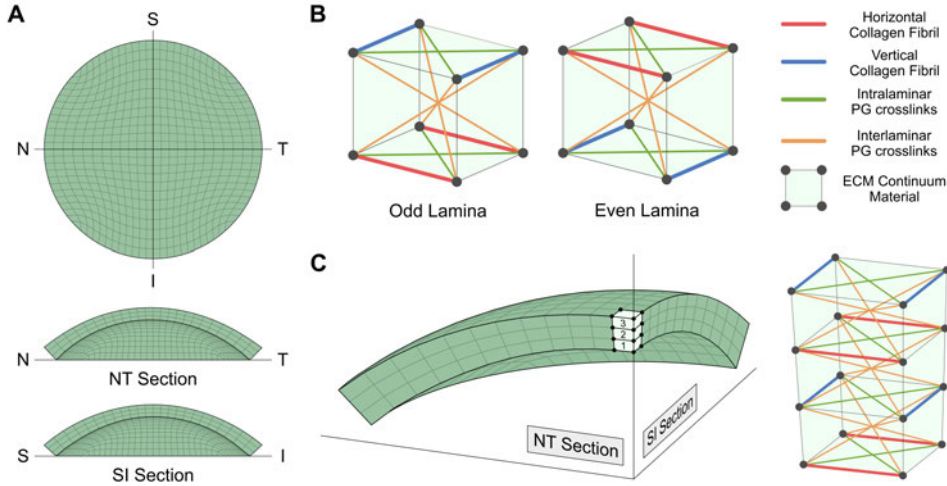 A
S
N
T
I
N
T
NT Section
S
I
SI Section
B
Odd Lamina
Even Lamina
Horizontal
Collagen Fibril
Vertical
Collagen Fibril
Intralaminar
PG crosslinks
Interlaminar
PG crosslinks
ECM Continuum
Material
C
3
2
1
NT Section
SI Section